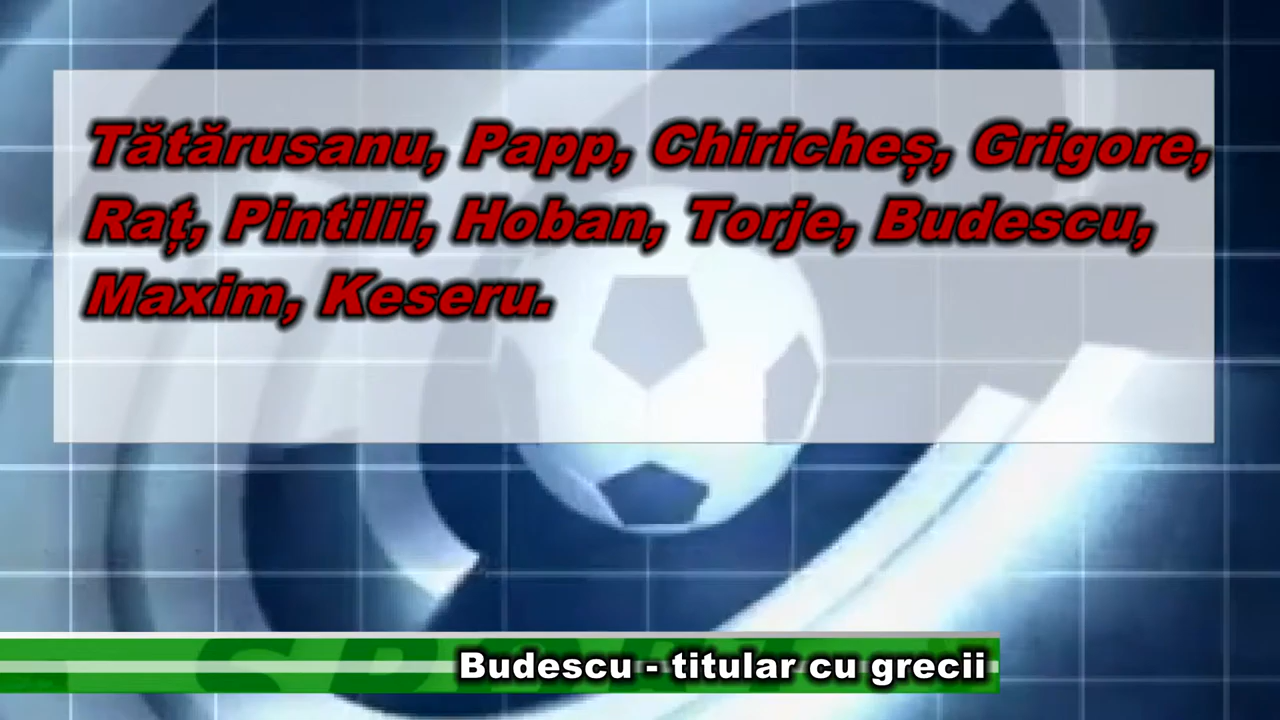 Tătărusanu, Papp, Chiricheș, Grigore,
Raț, Pintilii, Hoban, Torje, Budescu,
Maxim, Keseru.
Budescu - titular cu grecii